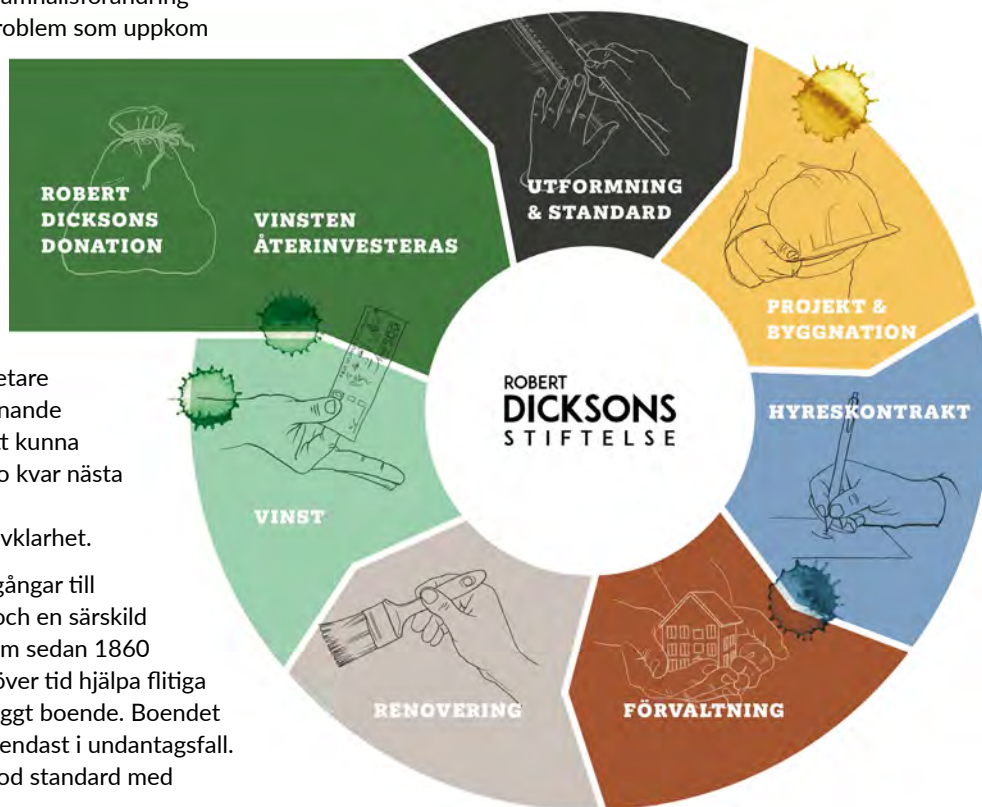 roblem som uppkom
ROBERT
DICKSONS
DONATION
VINSTEN
ÅTERINVESTERAS
UTFORMNING
& STANDARD
PROJEKT &
BYGGNATION
HYRESKONTRAKT
FÖRVALTNING
RENOVERING
VINST
ROBERT
DICKSONS
STIFTELSE
etare
nande
t kunna
o kvar nästa
vklarhet.
gångar till
och en särskild
m sedan 1860
över tid hjälpa flitiga
ggt boende. Boendet
endast i undantagsfall.
od standard med